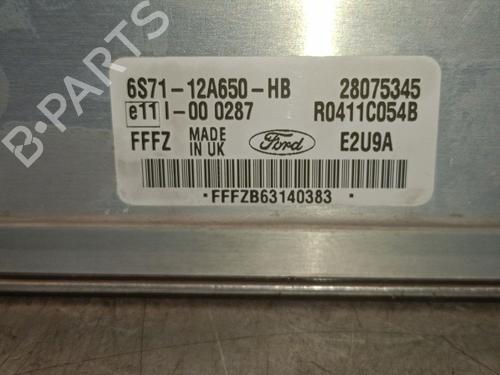 B-PARTS
6S71-12A650-HB 28075345
e11 I-00 0287 R0411C054B
FFFZ MADE IN UK Ford E2U9A
FFFZB63140383